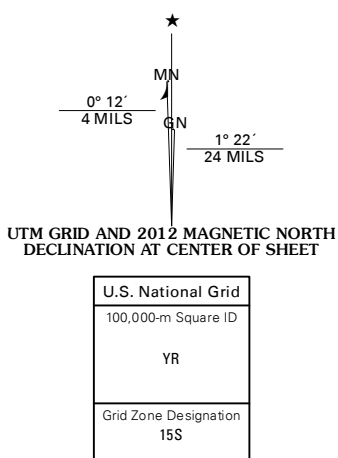 ★
MN
0° 12´
4 MILS
GN
1° 22´
24 MILS
UTM GRID AND 2012 MAGNETIC NORTH
DECLINATION AT CENTER OF SHEET
U.S. National Grid
100,000-m Square ID
YR
Grid Zone Designation
15S